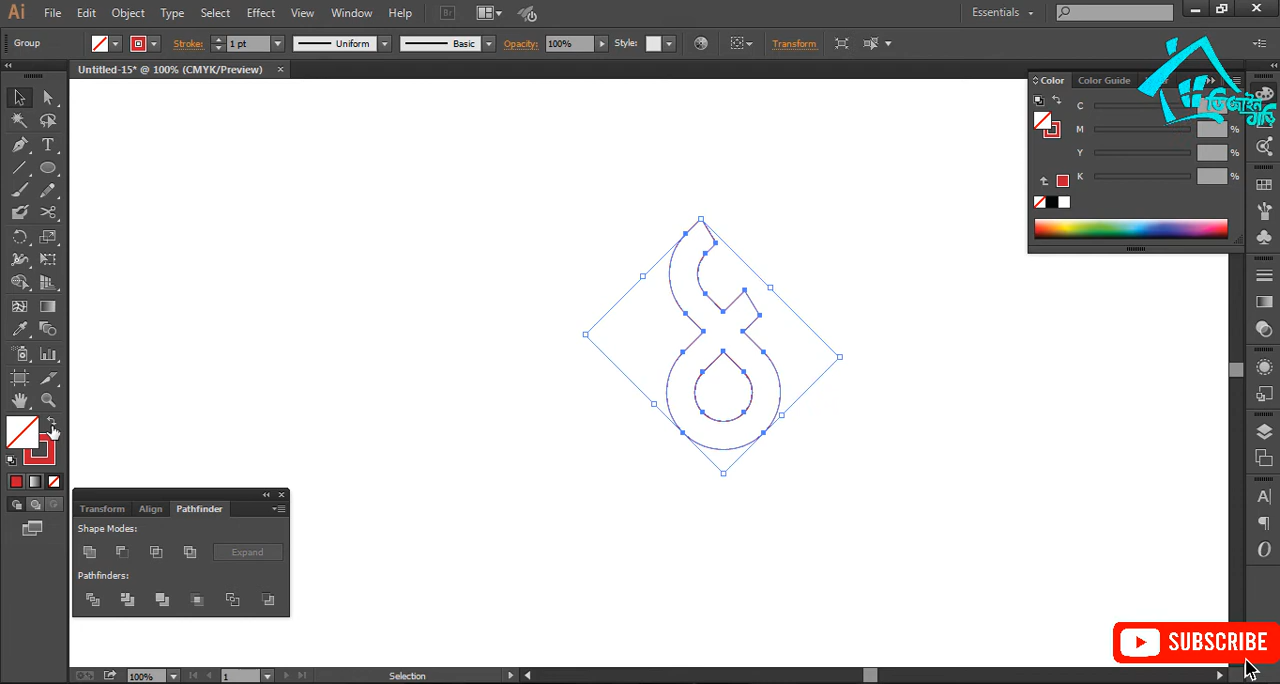 Ai File Edit Object Type Select Effect View Window Help Br Essentials
Group Stroke: 1 pt Uniform Basic Opacity: 100% Style: Transform
Untitled-15* @ 100% (CMYK/Preview)
Color Color Guide
ডিজাইন বাড়ি
C
M %
Y %
K %
Transform Align Pathfinder
Shape Modes:
Expand
Pathfinders:
SUBSCRIBE
100% 1 Selection